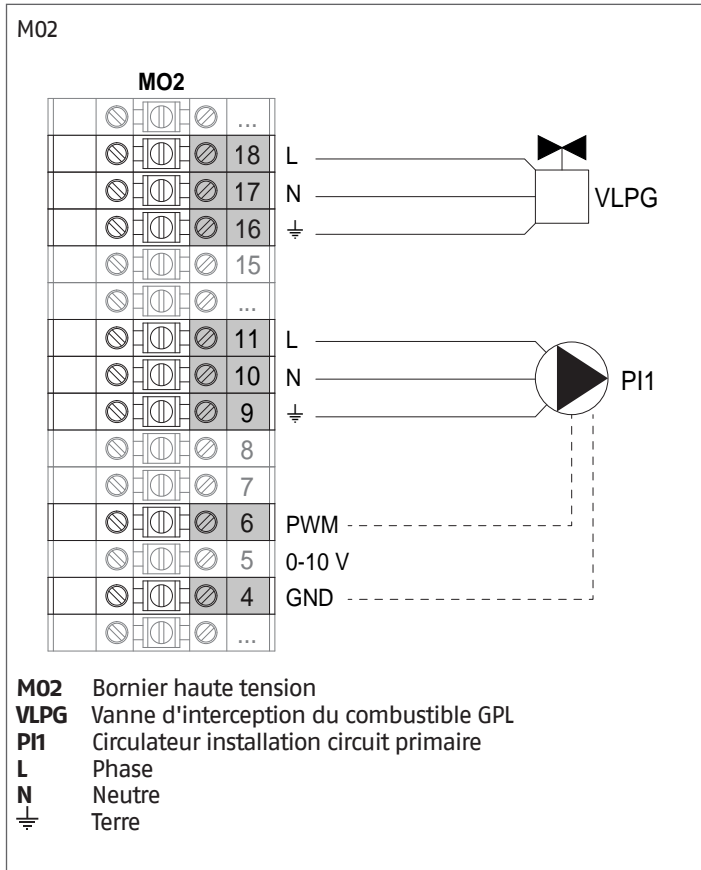 M02
MO2
...
18 L
17 N VLPG
16 ⏚
15
...
11 L
10 N PI1
9 ⏚
8
7
6 PWM
5 0-10 V
4 GND
...
M02 Bornier haute tension
VLPG Vanne d'interception du combustible GPL
PI1 Circulateur installation circuit primaire
L Phase
N Neutre
⏚ Terre